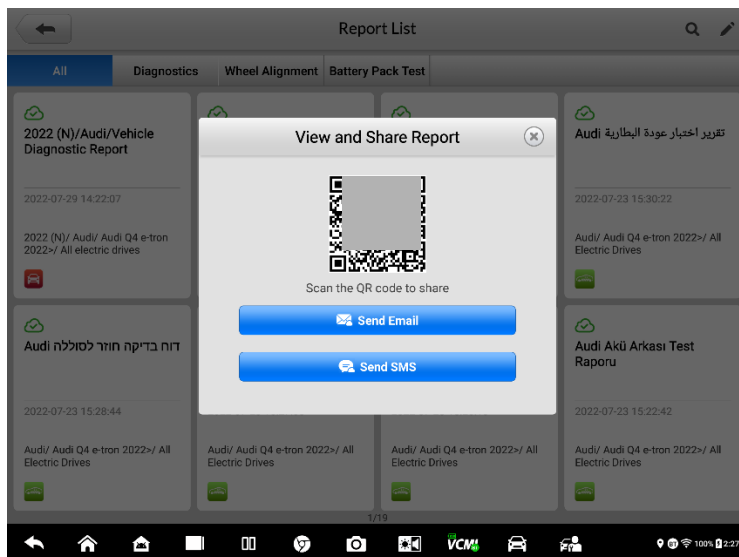 Report List
All
Diagnostics
Wheel Alignment
Battery Pack Test
2022 (N)/Audi/Vehicle
Diagnostic Report
2022-07-29 14:22:07
2022 (N)/ Audi/ Audi Q4 e-tron
2022>/ All electric drives
View and Share Report
Scan the QR code to share
Send Email
Send SMS
تقرير اختبار عودة البطارية Audi
2022-07-23 15:30:22
Audi/ Audi Q4 e-tron 2022>/ All
Electric Drives
דוח בדיקה חוזר לסוללה Audi
2022-07-23 15:28:44
Audi/ Audi Q4 e-tron 2022>/ All
Electric Drives
Audi/ Audi Q4 e-tron 2022>/ All
Electric Drives
Audi/ Audi Q4 e-tron 2022>/ All
Electric Drives
Audi Akü Arkası Test
Raporu
2022-07-23 15:22:42
Audi/ Audi Q4 e-tron 2022>/ All
Electric Drives
1/19
VCMI
100%
2:27